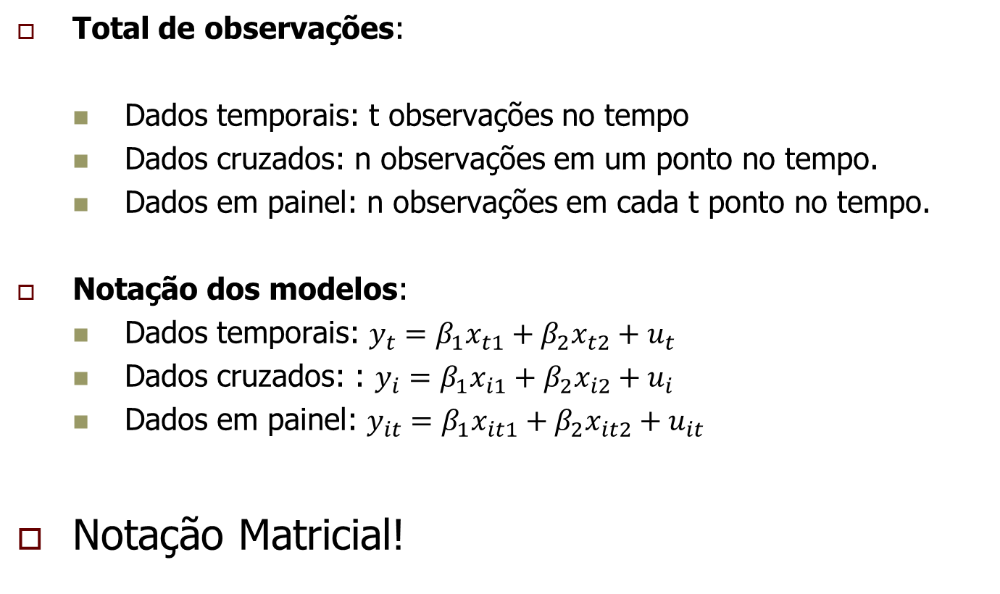 Total de observações:
Dados temporais: t observações no tempo
Dados cruzados: n observações em um ponto no tempo.
Dados em painel: n observações em cada t ponto no tempo.
Notação dos modelos:
Dados temporais: $y_t = \beta_1 x_{t1} + \beta_2 x_{t2} + u_t$
Dados cruzados: : $y_i = \beta_1 x_{i1} + \beta_2 x_{i2} + u_i$
Dados em painel: $y_{it} = \beta_1 x_{it1} + \beta_2 x_{it2} + u_{it}$
Notação Matricial!